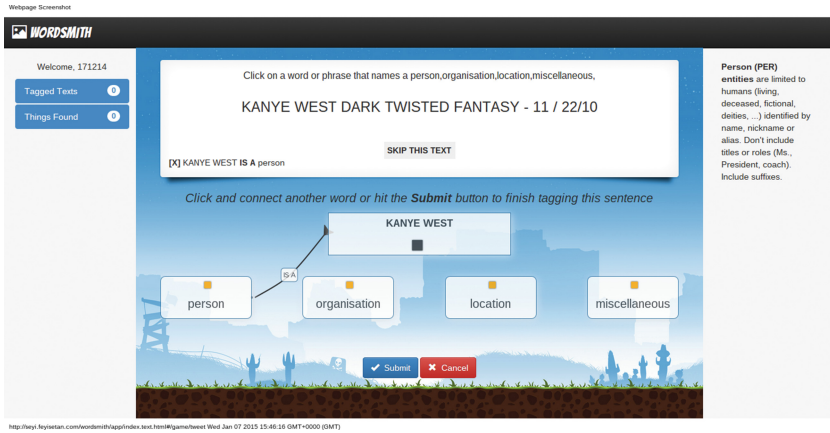 Webpage Screenshot
WORDSMITH
Welcome, 171214
Tagged Texts 0
Things Found 0
Click on a word or phrase that names a person,organisation,location,miscellaneous,
KANYE WEST DARK TWISTED FANTASY - 11 / 22/10
SKIP THIS TEXT
[X] KANYE WEST IS A person
Click and connect another word or hit the Submit button to finish tagging this sentence
KANYE WEST
IS A
person
organisation
location
miscellaneous
Submit
Cancel
Person (PER)
entities are limited to
humans (living,
deceased, fictional,
deities, ...) identified by
name, nickname or
alias. Don't include
titles or roles (Ms.,
President, coach).
Include suffixes.
http://seyi.feyisetan.com/wordsmith/app/index.text.html#/game/tweet Wed Jan 07 2015 15:46:16 GMT+0000 (GMT)